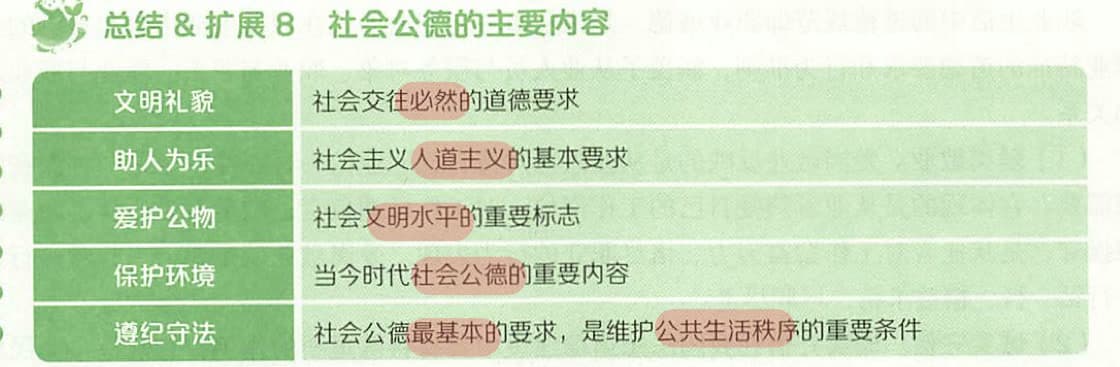 总结 & 扩展 8 社会公德的主要内容
文明礼貌 社会交往必然的道德要求
助人为乐 社会主义人道主义的基本要求
爱护公物 社会文明水平的重要标志
保护环境 当今时代社会公德的重要内容
遵纪守法 社会公德最基本的要求，是维护公共生活秩序的重要条件